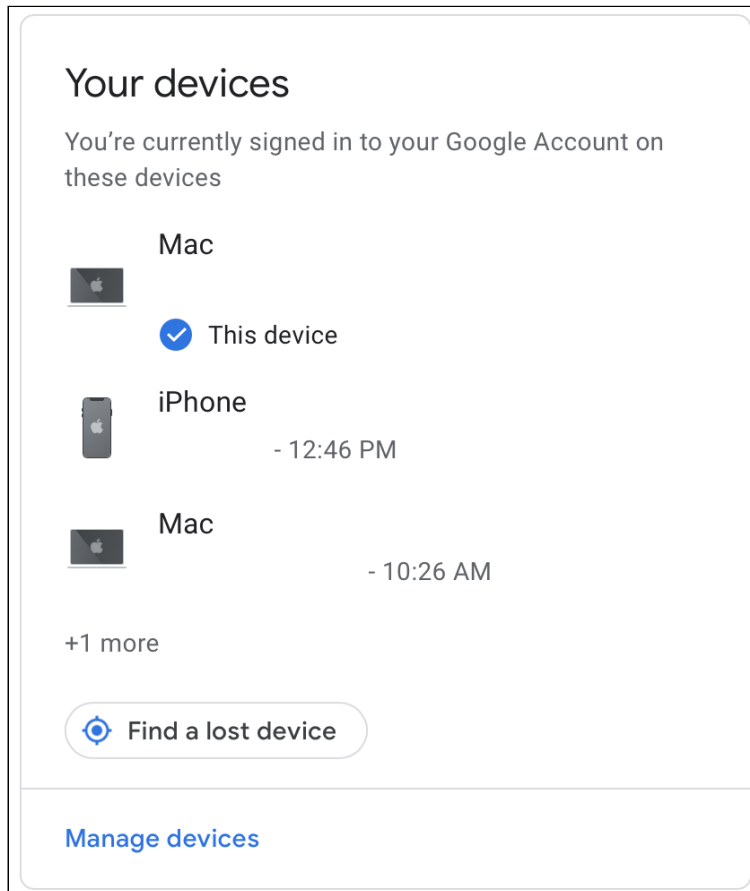 Your devices
You’re currently signed in to your Google Account on
these devices
Mac
This device
iPhone
- 12:46 PM
Mac
- 10:26 AM
+1 more
Find a lost device
Manage devices